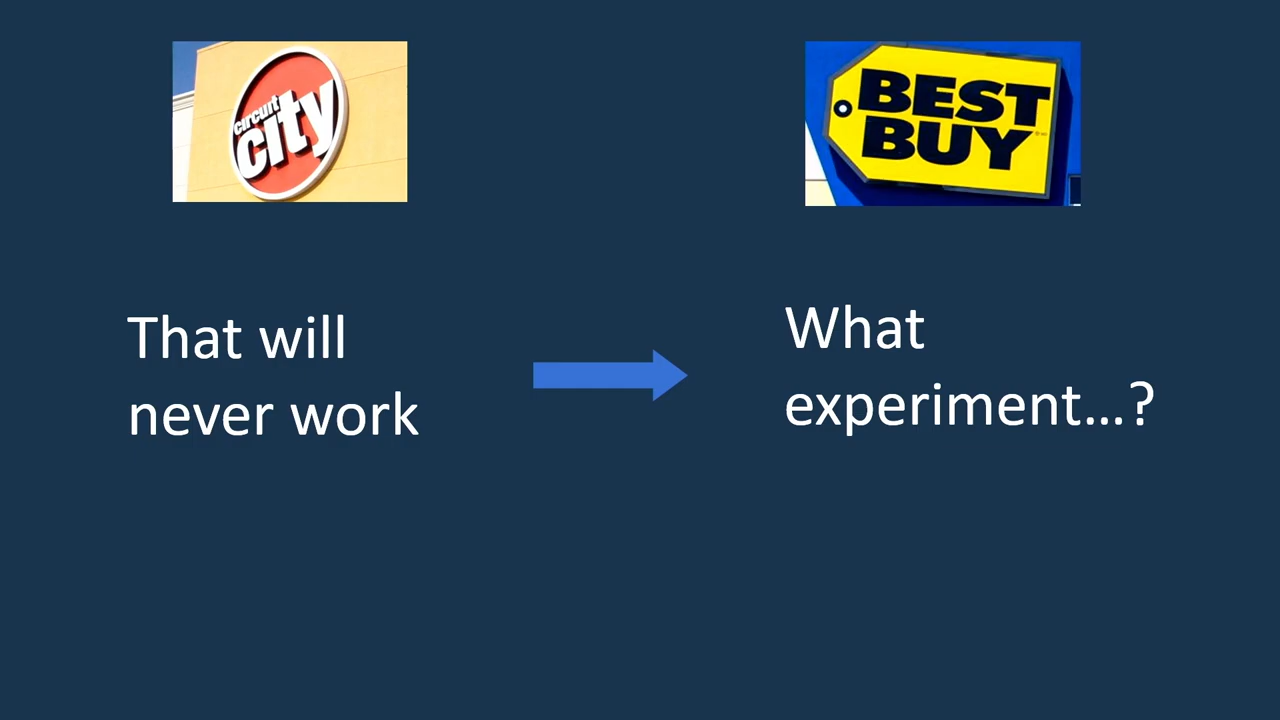 circuit
city
BEST
BUY
That will
never work
What
experiment...?